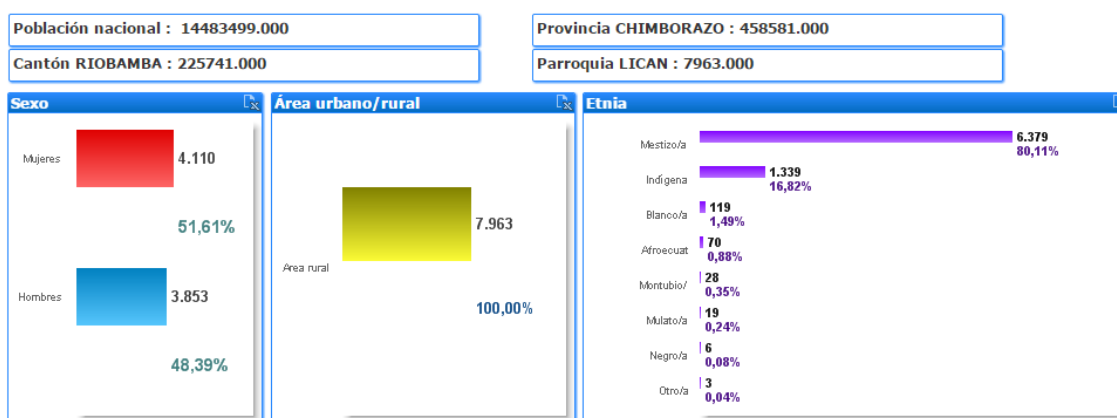 Población nacional : 14483499.000
Provincia CHIMBORAZO : 458581.000
Cantón RIOBAMBA : 225741.000
Parroquia LICAN : 7963.000
Sexo
Mujeres
4.110
51,61%
Hombres
3.853
48,39%
Área urbano/rural
Area rural
7.963
100,00%
Etnia
Mestizo/a
6.379
80,11%
Indígena
1.339
16,82%
Blanco/a
119
1,49%
Afroecuat
70
0,88%
Montubio/
28
0,35%
Mulato/a
19
0,24%
Negro/a
6
0,08%
Otro/a
3
0,04%